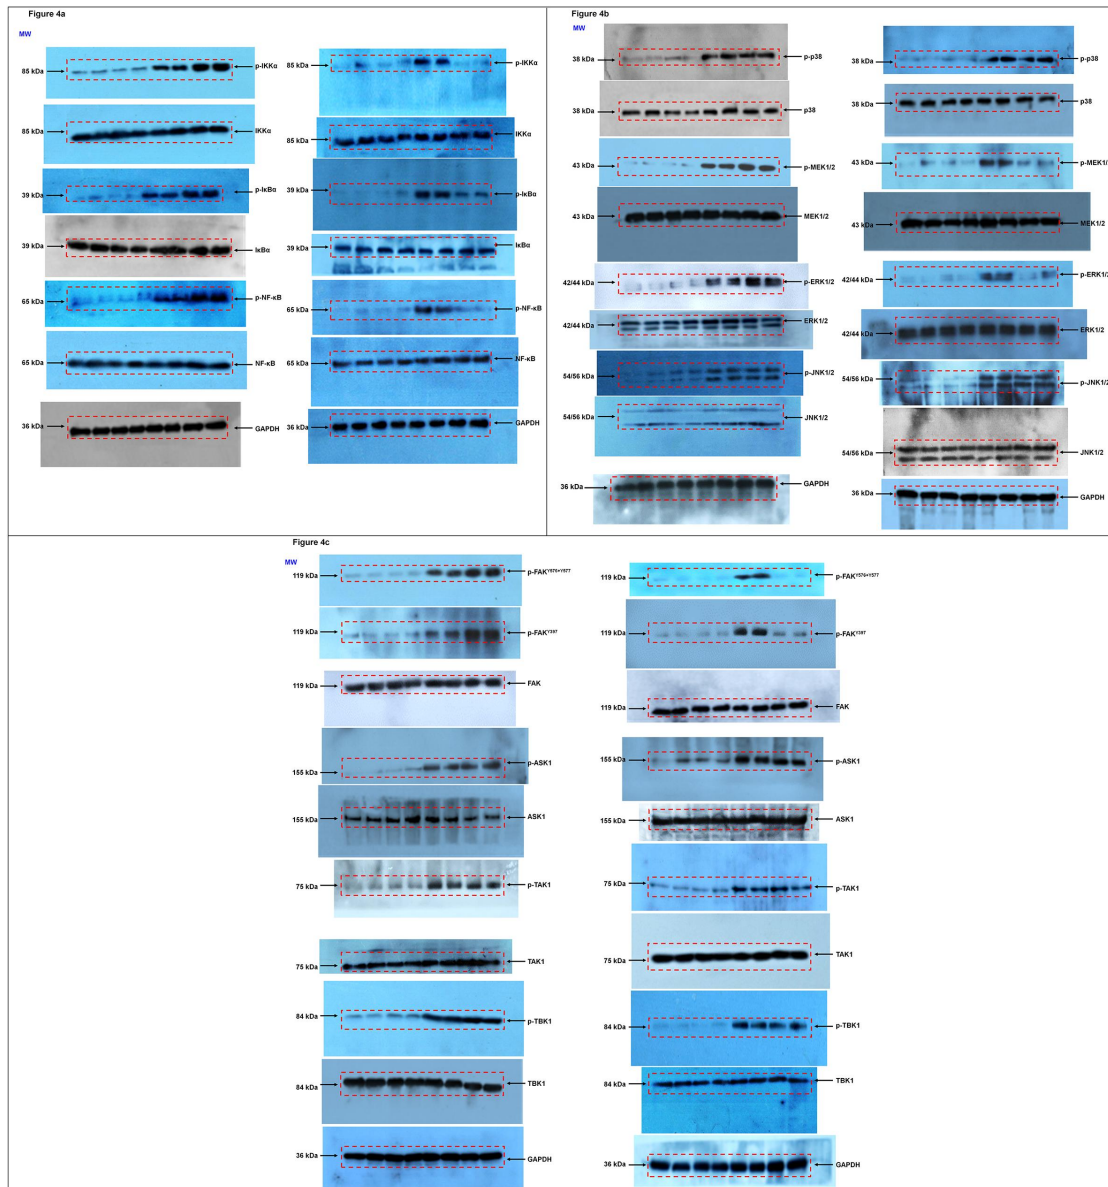 Figure 4a
MW
85 kDa
p-IKKα
85 kDa
IKKα
39 kDa
p-IκBα
39 kDa
IκBα
65 kDa
p-NF-κB
65 kDa
NF-κB
36 kDa
GAPDH
85 kDa
p-IKKα
85 kDa
IKKα
39 kDa
p-IκBα
39 kDa
IκBα
65 kDa
p-NF-κB
65 kDa
NF-κB
36 kDa
GAPDH
Figure 4b
MW
38 kDa
p-p38
38 kDa
p38
43 kDa
p-MEK1/2
43 kDa
MEK1/2
42/44 kDa
p-ERK1/2
42/44 kDa
ERK1/2
54/56 kDa
p-JNK1/2
54/56 kDa
JNK1/2
36 kDa
GAPDH
38 kDa
p-p38
38 kDa
p38
43 kDa
p-MEK1/2
43 kDa
MEK1/2
42/44 kDa
p-ERK1/2
42/44 kDa
ERK1/2
54/56 kDa
p-JNK1/2
54/56 kDa
JNK1/2
36 kDa
GAPDH
Figure 4c
MW
119 kDa
p-FAKY576+Y577
119 kDa
p-FAKY397
119 kDa
FAK
155 kDa
p-ASK1
155 kDa
ASK1
75 kDa
p-TAK1
75 kDa
TAK1
84 kDa
p-TBK1
84 kDa
TBK1
36 kDa
GAPDH
119 kDa
p-FAKY576+Y577
119 kDa
p-FAKY397
119 kDa
FAK
155 kDa
p-ASK1
155 kDa
ASK1
75 kDa
p-TAK1
75 kDa
TAK1
84 kDa
p-TBK1
84 kDa
TBK1
36 kDa
GAPDH